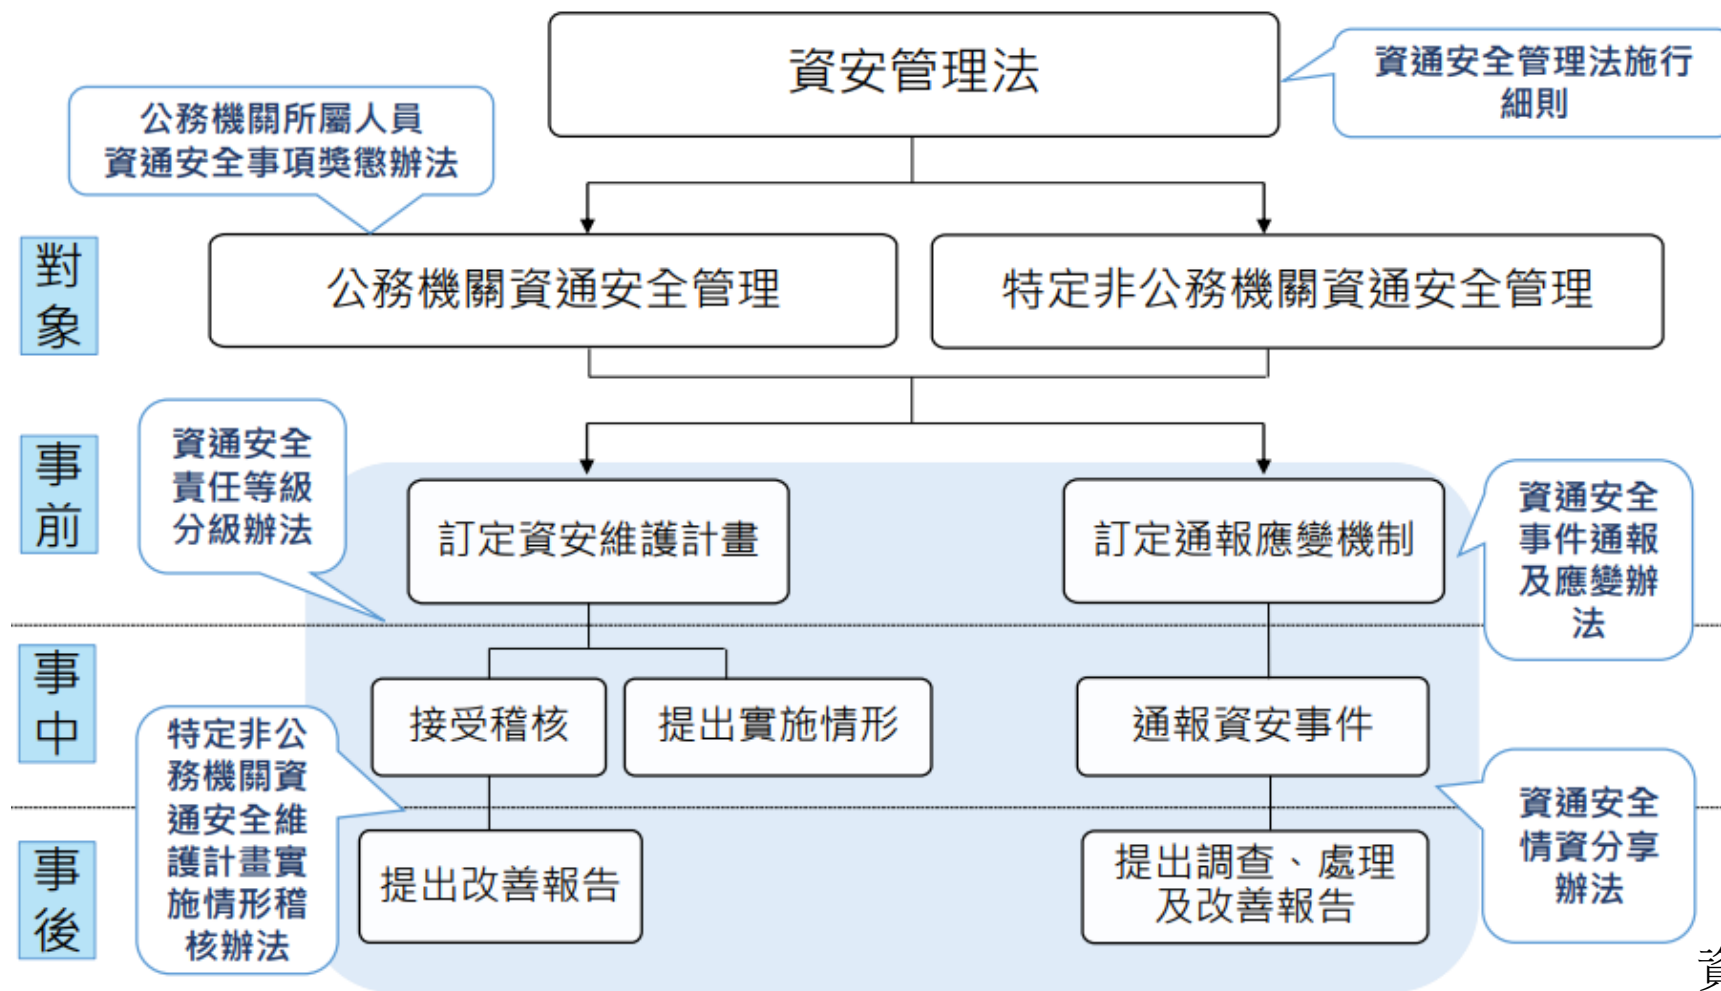 資安管理法
資通安全管理法施行
細則
公務機關所屬人員
資通安全事項獎懲辦法
對
象
公務機關資通安全管理
特定非公務機關資通安全管理
事
前
資通安全
責任等級
分級辦法
訂定資安維護計畫
訂定通報應變機制
資通安全
事件通報
及應變辦
法
事
中
接受稽核
提出實施情形
通報資安事件
特定非公
務機關資
通安全維
護計畫實
施情形稽
核辦法
資通安全
情資分享
辦法
事
後
提出改善報告
提出調查、處理
及改善報告
資